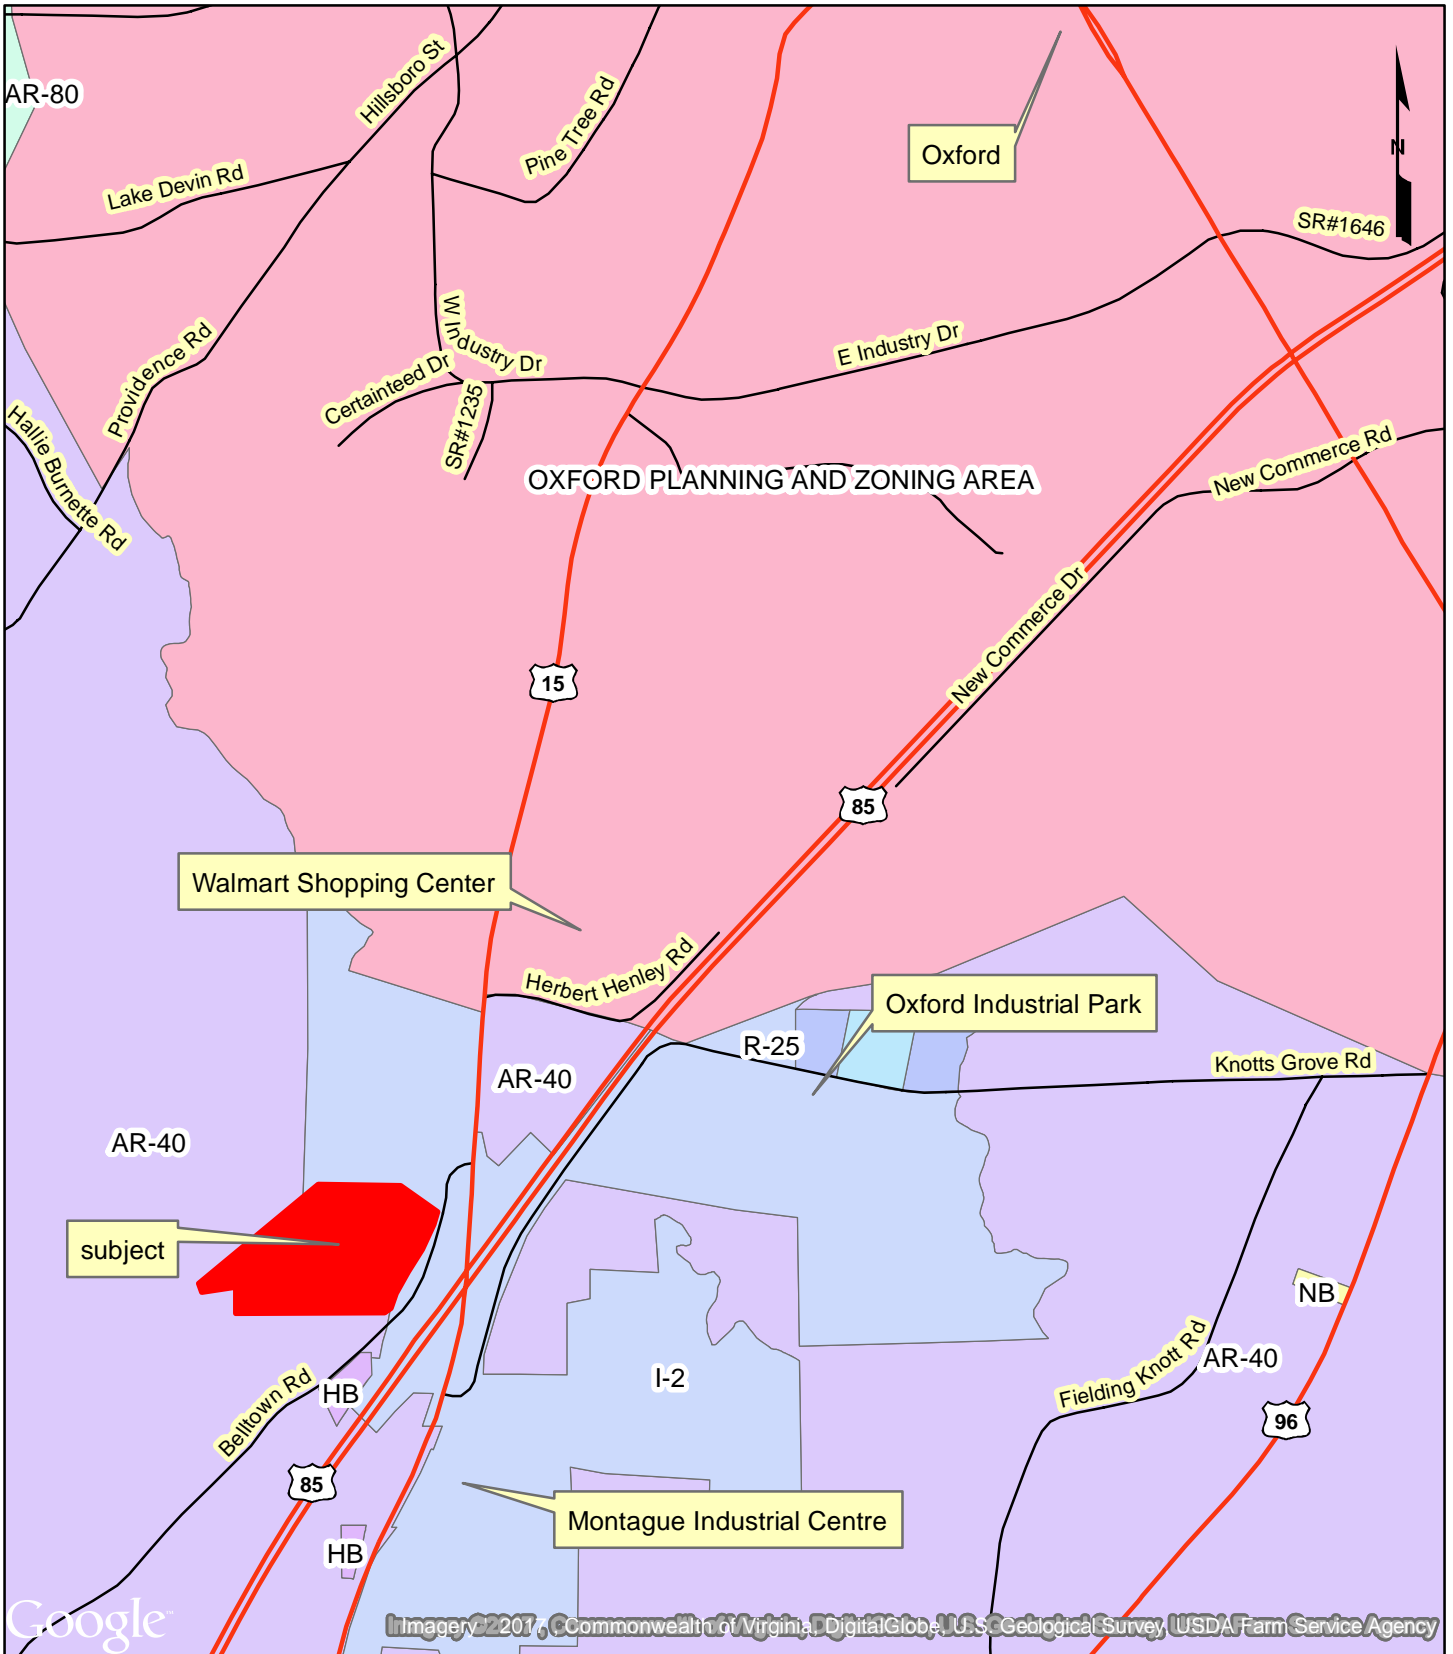 AR-80
Hillsboro St
Pine Tree Rd
Oxford
N
Lake Devin Rd
SR#1646
W Industry Dr
Providence Rd
Certainteed Dr
E Industry Dr
SR#1235
Hallie Burnette Rd
New Commerce Rd
OXFORD PLANNING AND ZONING AREA
New Commerce Dr
15
85
Walmart Shopping Center
Herbert Henley Rd
Oxford Industrial Park
R-25
Knotts Grove Rd
AR-40
AR-40
subject
NB
AR-40
Fielding Knott Rd
I-2
HB
Belltown Rd
96
85
Montague Industrial Centre
HB
Google™
Imagery 2017, Commonwealth of Virginia, DigitalGlobe, U.S. Geological Survey, USDA Farm Service Agency